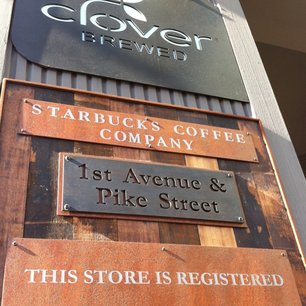 clover
BREWED
STARBUCKS COFFEE
COMPANY
1st Avenue &
Pike Street
THIS STORE IS REGISTERED